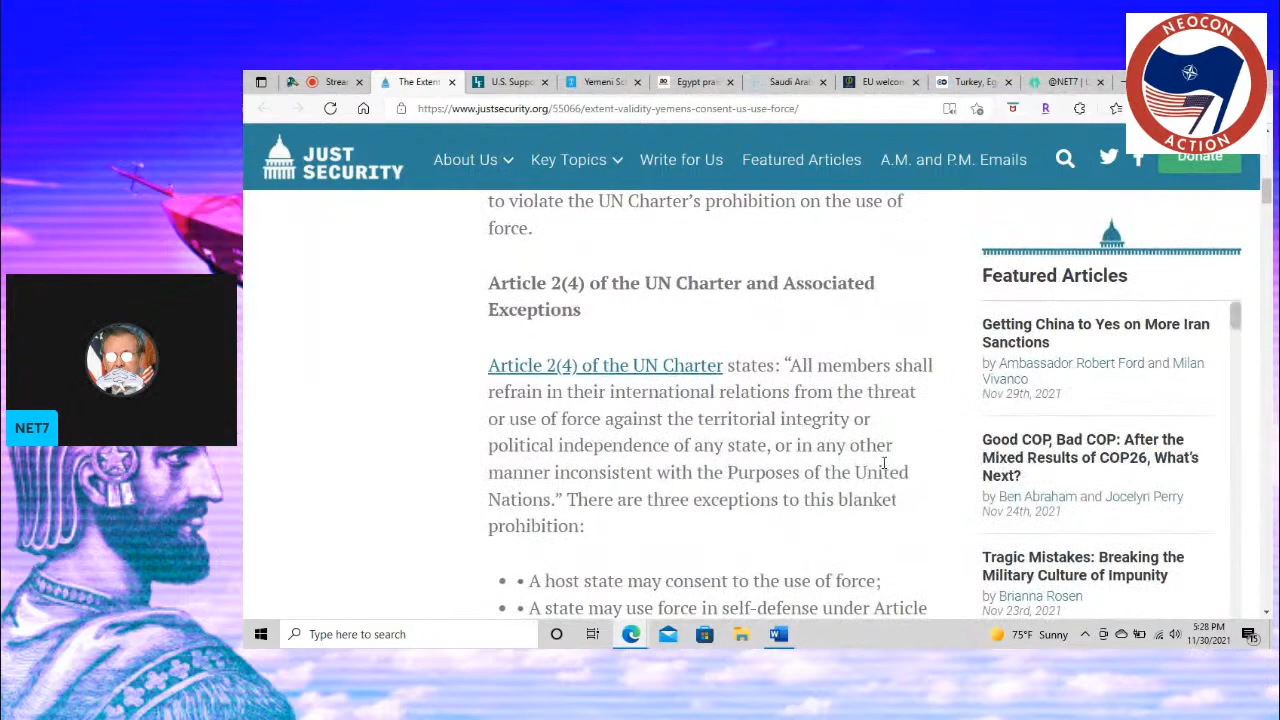 NEOCON
ACTION
Strea
The Exten
U.S. Suppo
Yemeni Sc
Egypt prai
Saudi Arab
EU welcon
Turkey, Eg
@NET7 | L
https://www.justsecurity.org/55066/extent-validity-yemens-consent-us-use-force/
JUST
SECURITY
About Us
Key Topics
Write for Us
Featured Articles
A.M. and P.M. Emails
Donate
to violate the UN Charter's prohibition on the use of
force.
Article 2(4) of the UN Charter and Associated
Exceptions
Article 2(4) of the UN Charter states: “All members shall
refrain in their international relations from the threat
or use of force against the territorial integrity or
political independence of any state, or in any other
manner inconsistent with the Purposes of the United
Nations.” There are three exceptions to this blanket
prohibition:
• • A host state may consent to the use of force;
• • A state may use force in self-defense under Article
Featured Articles
Getting China to Yes on More Iran
Sanctions
by Ambassador Robert Ford and Milan
Vivanco
Nov 29th, 2021
Good COP, Bad COP: After the
Mixed Results of COP26, What's
Next?
by Ben Abraham and Jocelyn Perry
Nov 24th, 2021
Tragic Mistakes: Breaking the
Military Culture of Impunity
by Brianna Rosen
Nov 23rd, 2021
NET7
Type here to search
75°F Sunny
5:28 PM
11/30/2021
15